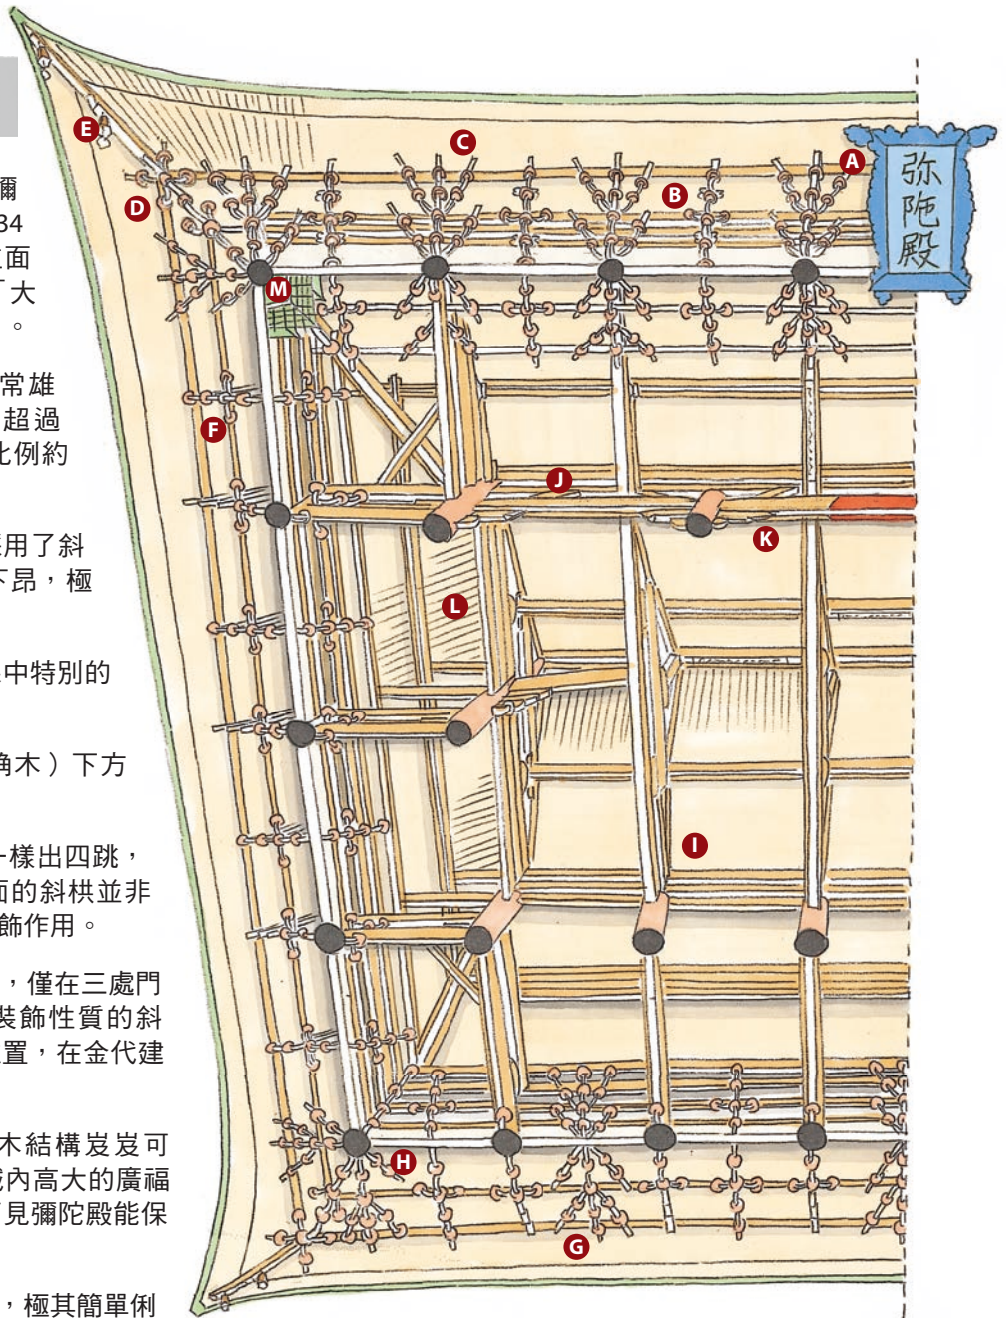 彌
34
面
「大
。
常雄
超過
比例約
用了斜
下昂，極
中特別的
角木）下方
一樣出四跳，
面的斜栱並非
飾作用。
，僅在三處門
裝飾性質的斜
置，在金代建
木結構岌岌可
城內高大的廣福
見彌陀殿能保
，極其簡單俐
弥陁殿
A
B
C
D
E
F
G
H
I
J
K
L
M